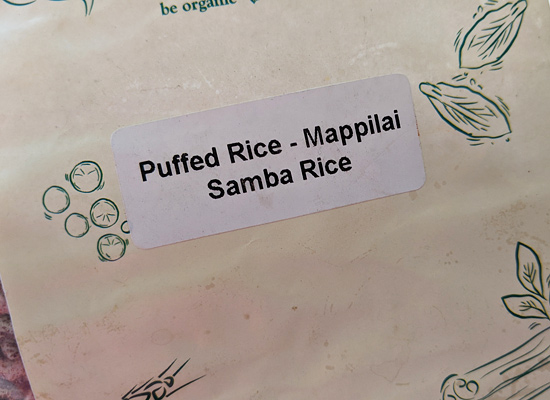 be organic
Puffed Rice - Mappilai
Samba Rice